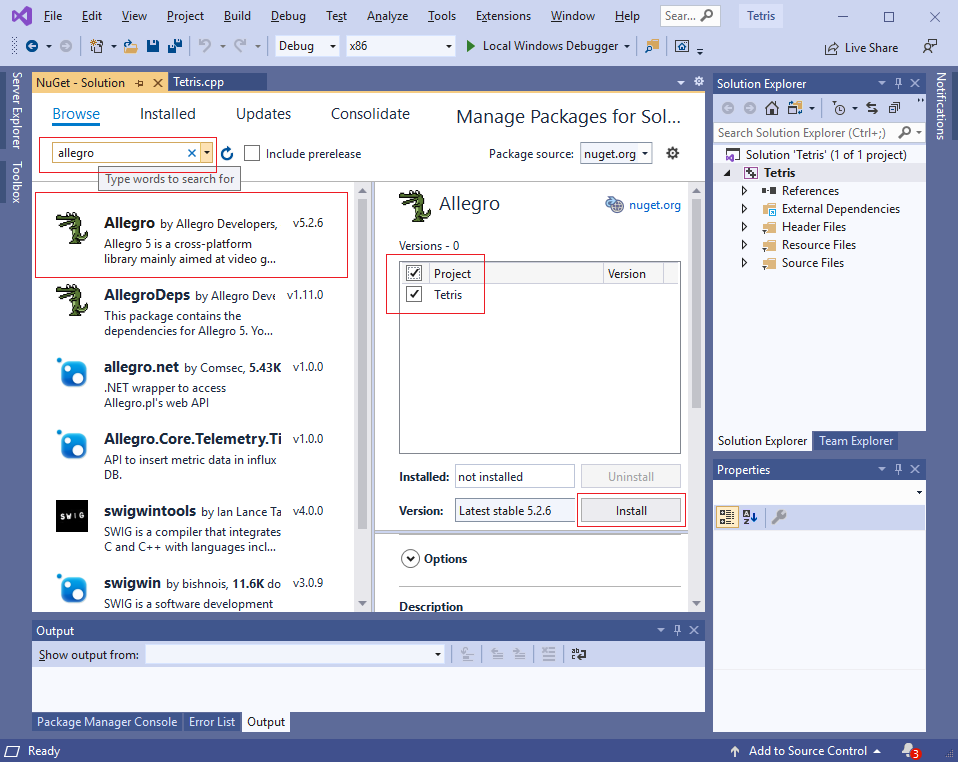 File Edit View Project Build Debug Test Analyze Tools Extensions Window Help Sear... Tetris
Debug x86 Local Windows Debugger Live Share
Server Explorer
Toolbox
NuGet - Solution Tetris.cpp
Browse Installed Updates Consolidate Manage Packages for Sol...
allegro Include prerelease Package source: nuget.org
Type words to search for
Allegro by Allegro Developers, v5.2.6
Allegro 5 is a cross-platform
library mainly aimed at video g...
AllegroDeps by Allegro Deve v1.11.0
This package contains the
dependencies for Allegro 5. Yo...
allegro.net by Comsec, 5.43K v1.0.0
.NET wrapper to access
Allegro.pl's web API
Allegro.Core.Telemetry.Ti v1.0.0
API to insert metric data in influx
DB.
SWIG
swigwintools by Ian Lance Ta v4.0.0
SWIG is a compiler that integrates
C and C++ with languages incl...
swigwin by bishnois, 11.6K do v3.0.9
SWIG is a software development
Allegro nuget.org
Versions - 0
Project Version
Tetris
Installed: not installed Uninstall
Version: Latest stable 5.2.6 Install
Options
Description
Solution Explorer
Search Solution Explorer (Ctrl+;)
Solution 'Tetris' (1 of 1 project)
Tetris
References
External Dependencies
Header Files
Resource Files
Source Files
Solution Explorer Team Explorer
Properties
Notifications
Output
Show output from:
Package Manager Console Error List Output
Ready Add to Source Control 3